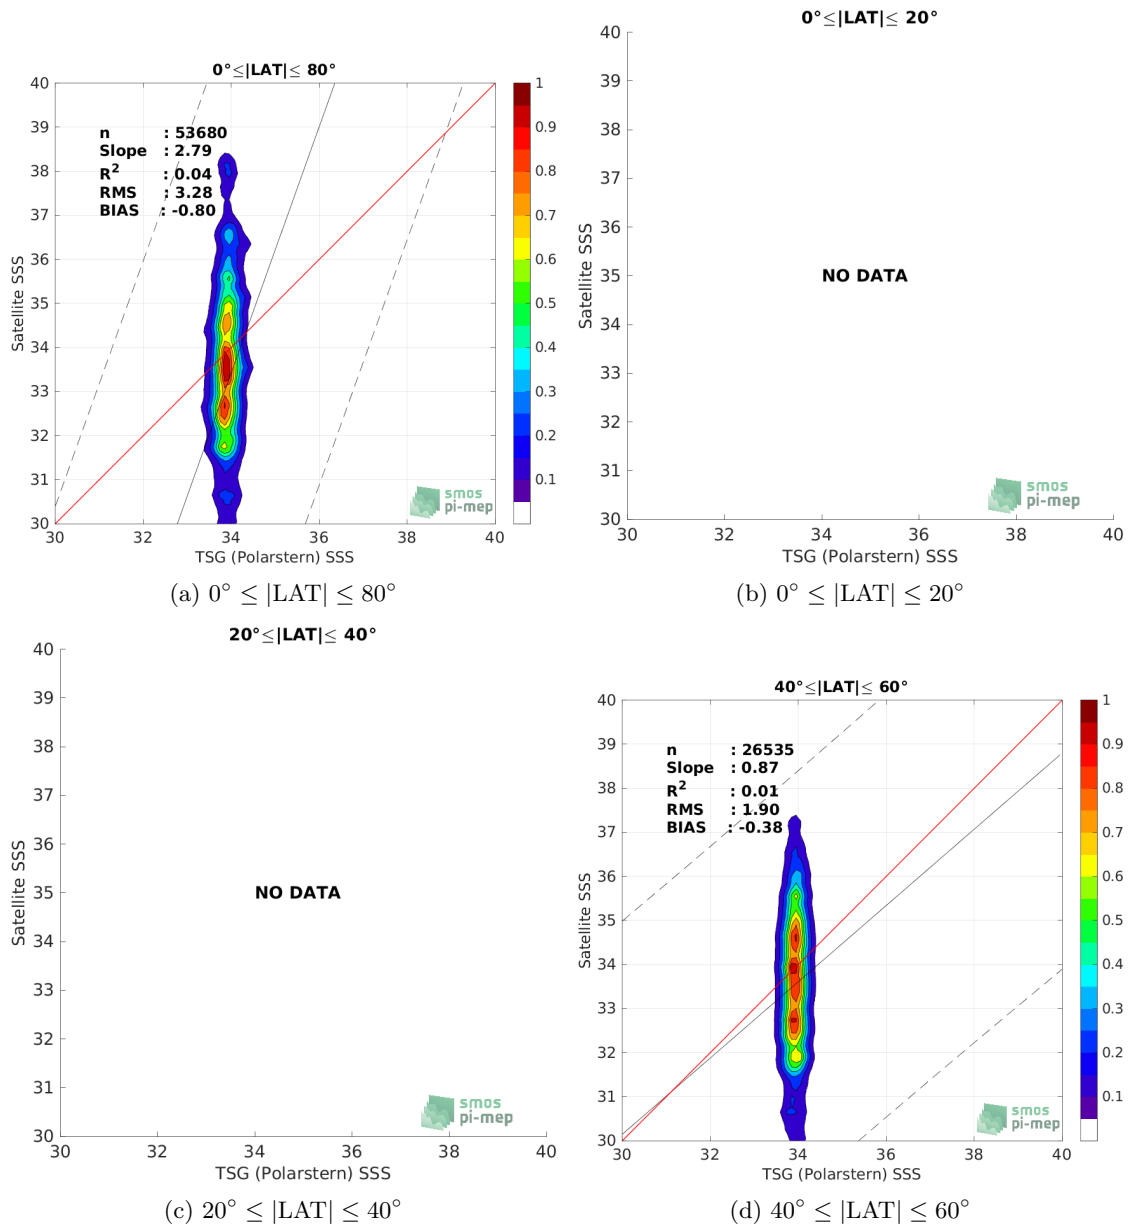 0°≤|LAT|≤ 80°
40
39
38
37
36
35
34
33
32
31
30
Satellite SSS
n : 53680
Slope : 2.79
R² : 0.04
RMS : 3.28
BIAS : -0.80
smos
pi-mep
30 32 34 36 38 40
TSG (Polarstern) SSS
1
0.9
0.8
0.7
0.6
0.5
0.4
0.3
0.2
0.1
(a) 0° ≤ |LAT| ≤ 80°
0°≤|LAT|≤ 20°
40
39
38
37
36
35
34
33
32
31
30
Satellite SSS
NO DATA
smos
pi-mep
30 32 34 36 38 40
TSG (Polarstern) SSS
(b) 0° ≤ |LAT| ≤ 20°
20°≤|LAT|≤ 40°
40
39
38
37
36
35
34
33
32
31
30
Satellite SSS
NO DATA
smos
pi-mep
30 32 34 36 38 40
TSG (Polarstern) SSS
(c) 20° ≤ |LAT| ≤ 40°
40°≤|LAT|≤ 60°
40
39
38
37
36
35
34
33
32
31
30
Satellite SSS
n : 26535
Slope : 0.87
R² : 0.01
RMS : 1.90
BIAS : -0.38
smos
pi-mep
30 32 34 36 38 40
TSG (Polarstern) SSS
1
0.9
0.8
0.7
0.6
0.5
0.4
0.3
0.2
0.1
(d) 40° ≤ |LAT| ≤ 60°